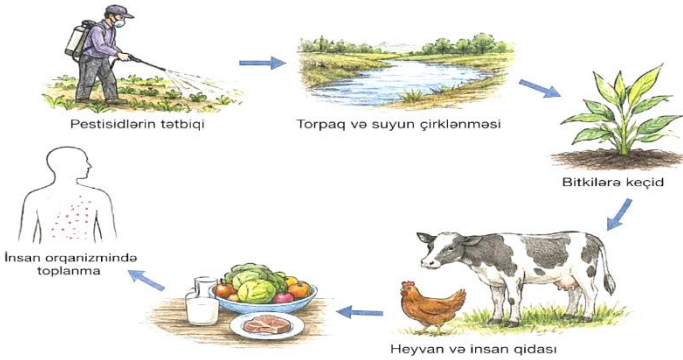 Pestisidlərin tətbiqi
Torpaq və suyun çirklənməsi
Bitkilərə keçid
Heyvan və insan qidası
İnsan orqanizmində
toplanma